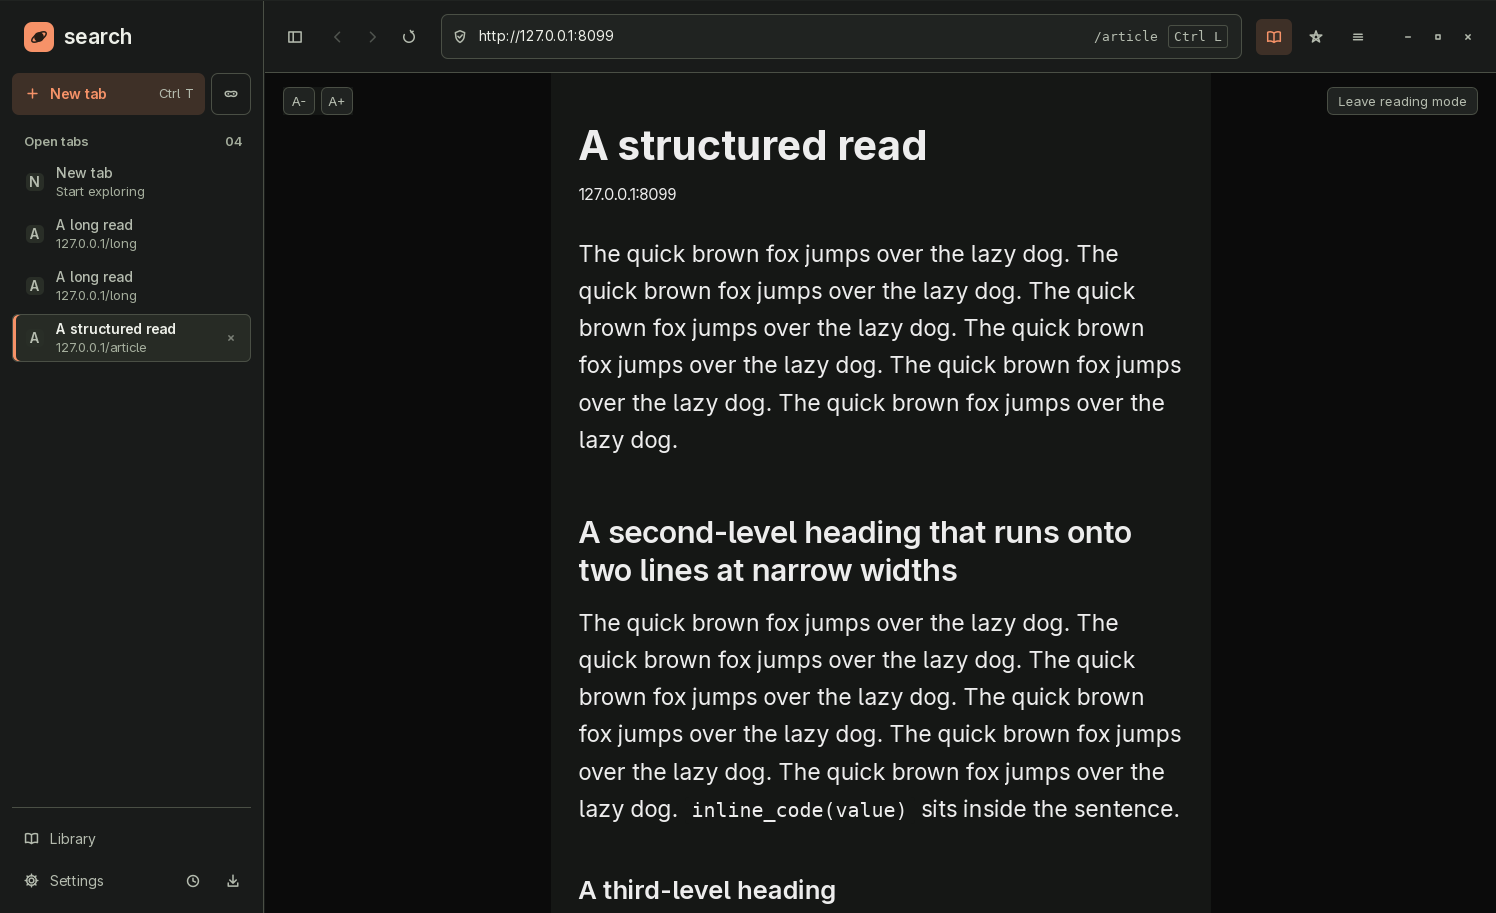 search
New tab Ctrl T
Open tabs 04
N New tab
Start exploring
A A long read
127.0.0.1/long
A A long read
127.0.0.1/long
A A structured read ×
127.0.0.1/article
Library
Settings
http://127.0.0.1:8099 /article Ctrl L
A- A+ Leave reading mode
A structured read
127.0.0.1:8099
The quick brown fox jumps over the lazy dog. The
quick brown fox jumps over the lazy dog. The quick
brown fox jumps over the lazy dog. The quick brown
fox jumps over the lazy dog. The quick brown fox jumps
over the lazy dog. The quick brown fox jumps over the
lazy dog.
A second-level heading that runs onto
two lines at narrow widths
The quick brown fox jumps over the lazy dog. The
quick brown fox jumps over the lazy dog. The quick
brown fox jumps over the lazy dog. The quick brown
fox jumps over the lazy dog. The quick brown fox jumps
over the lazy dog. The quick brown fox jumps over the
lazy dog. inline_code(value) sits inside the sentence.
A third-level heading